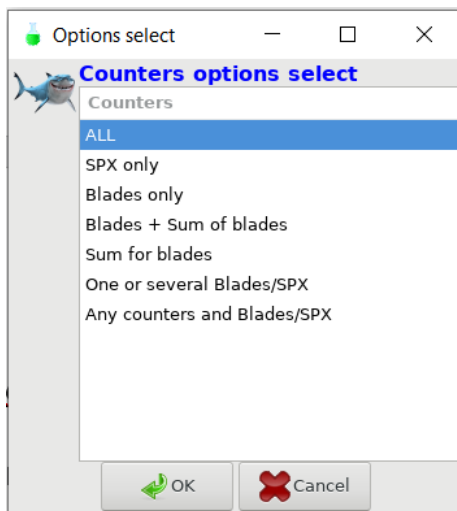 Options select
Counters options select
Counters
ALL
SPX only
Blades only
Blades + Sum of blades
Sum for blades
One or several Blades/SPX
Any counters and Blades/SPX
OK Cancel